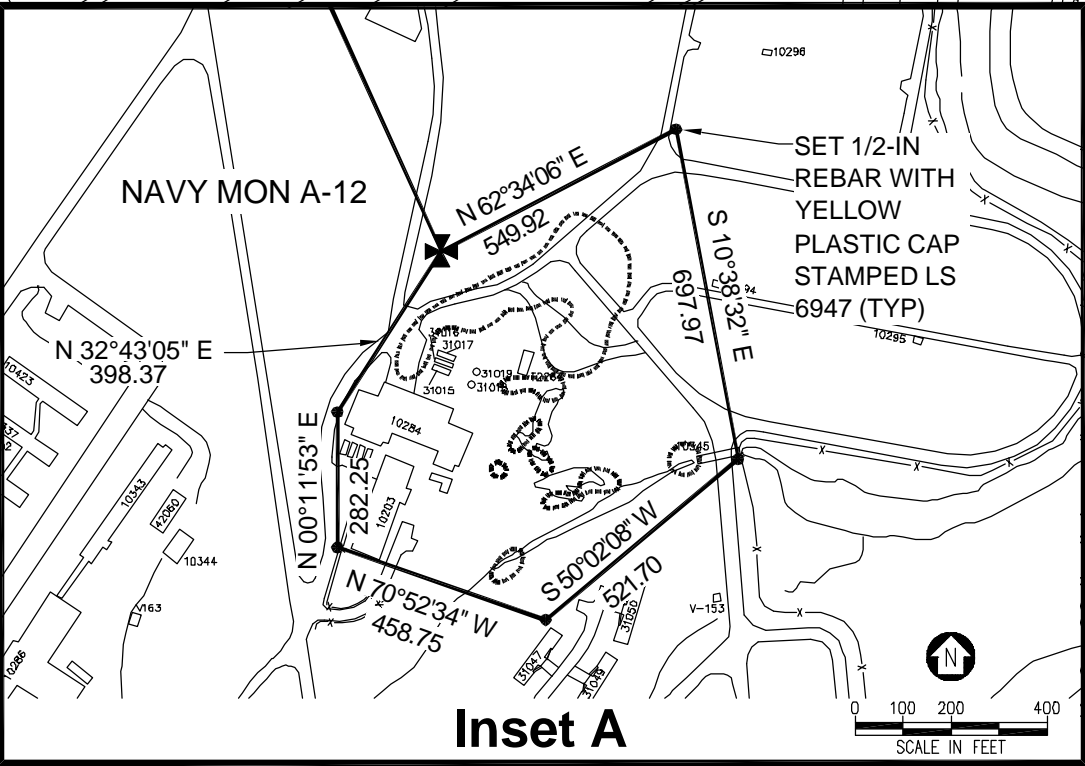 10296
NAVY MON A-12
N 62°34'06" E
549.92
SET 1/2-IN
REBAR WITH
YELLOW
PLASTIC CAP
STAMPED LS
6947 (TYP)
S 10°38'32" E
697.97
N 32°43'05" E
398.37
31016
31017
31015
31019
10295
10423
10284
10345
N 00°11'53" E
282.25
10203
10343
42060
10344
V163
10286
N 70°52'34" W
458.75
S 50°02'08" W
521.70
31050
31047
31049
V-153
N
0 100 200 400
SCALE IN FEET
Inset A